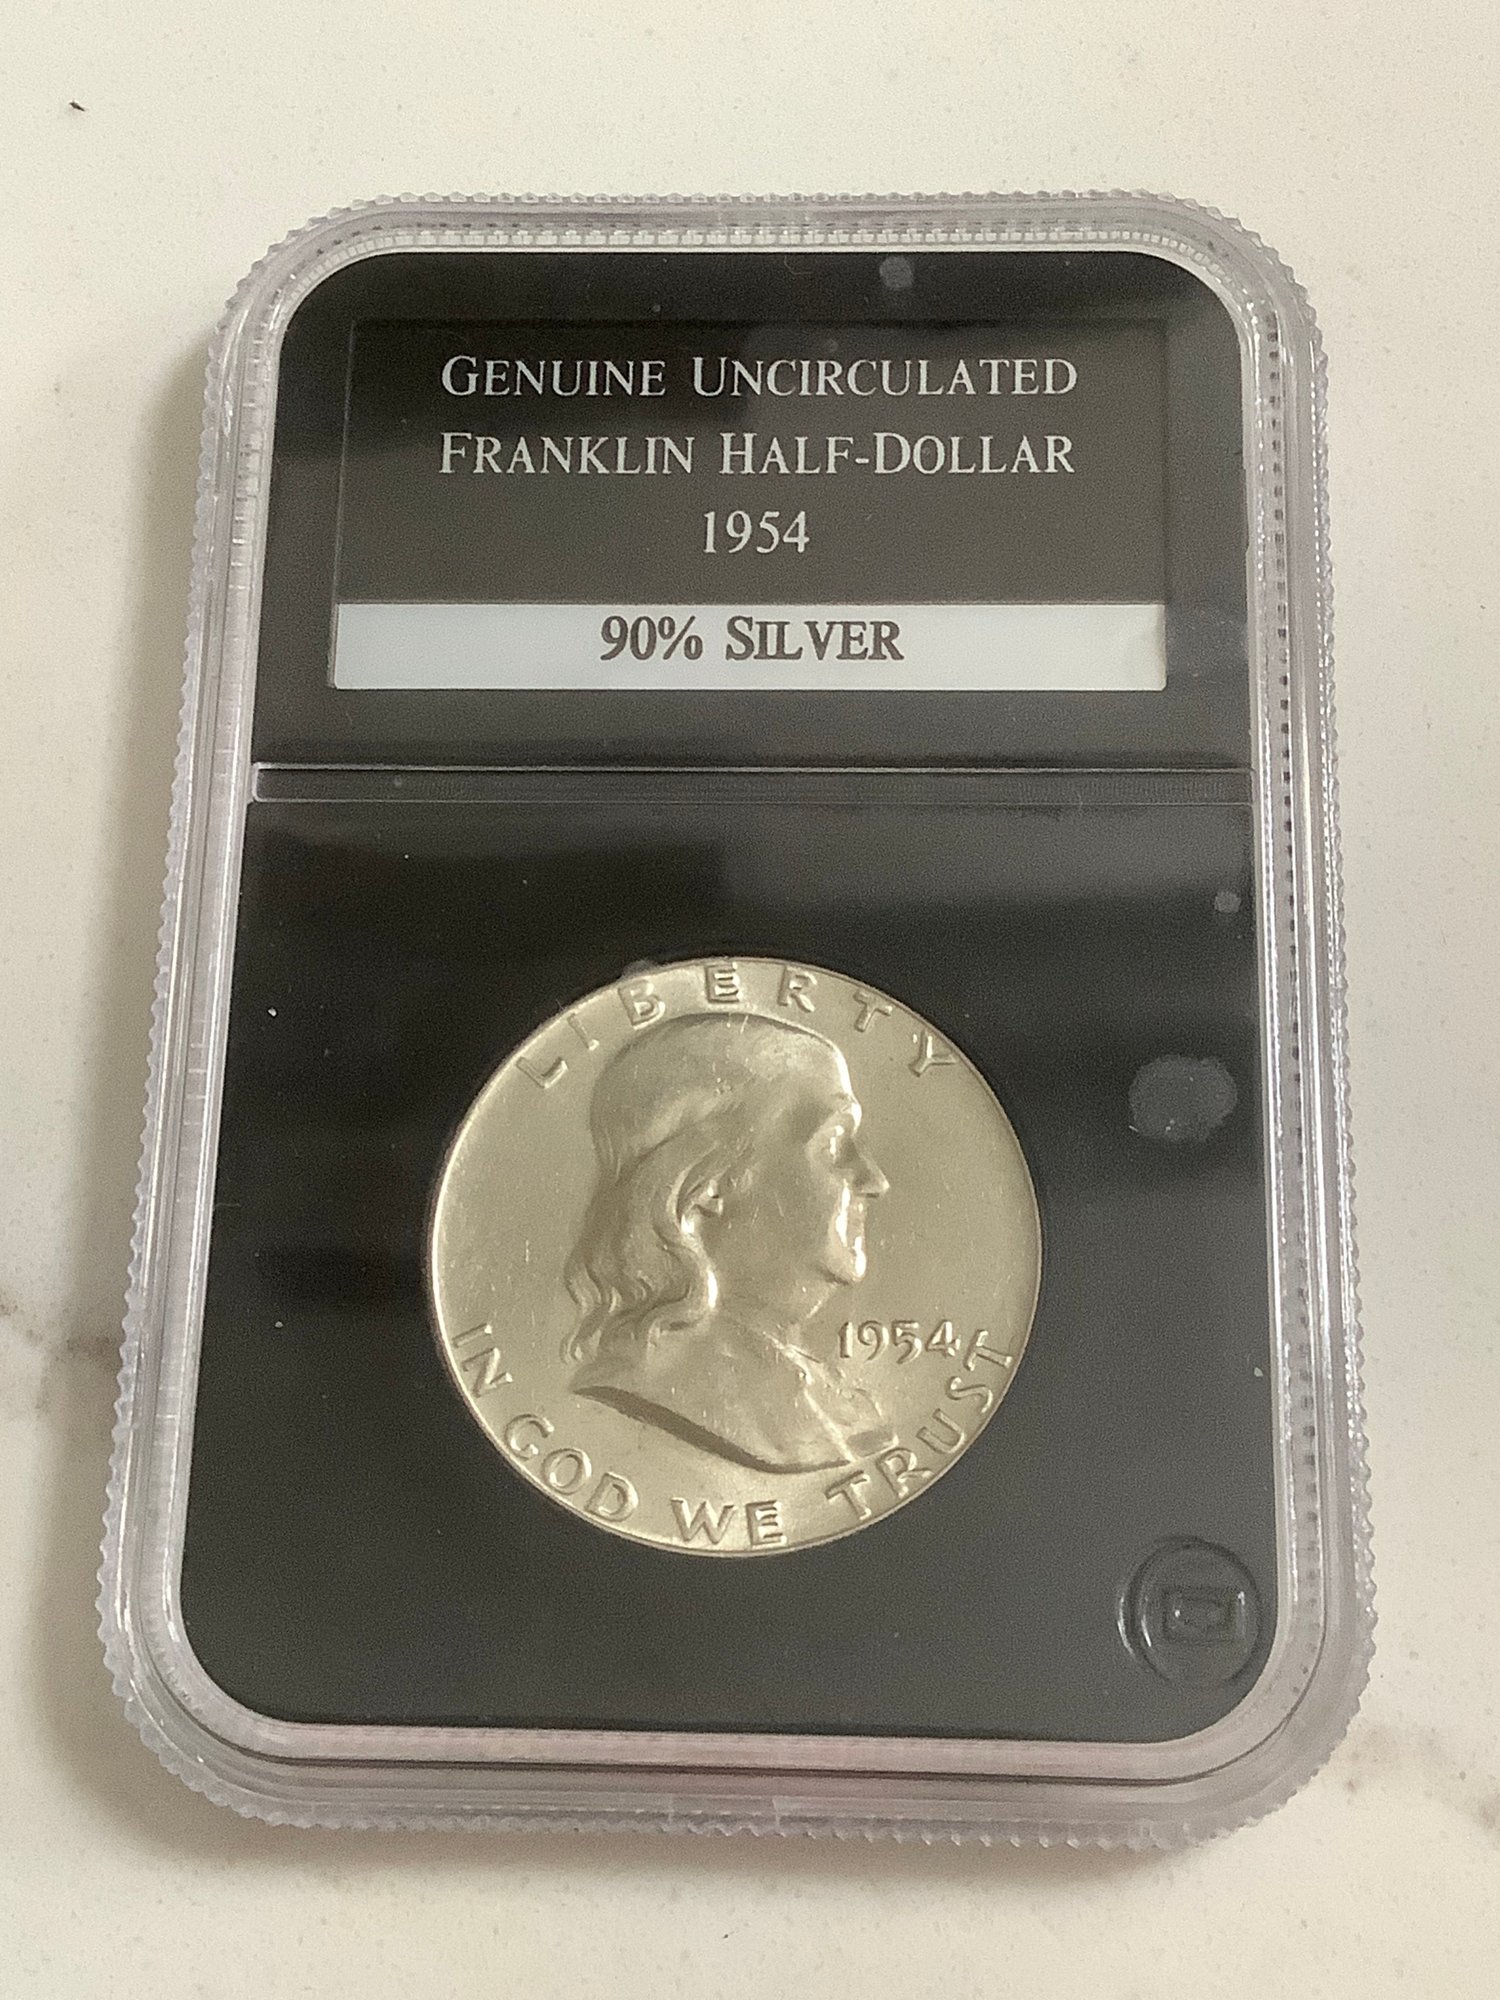 GENUINE UNCIRCULATED
FRANKLIN HALF-DOLLAR
1954
90% SILVER
LIBERTY
1954
IN GOD WE TRUST